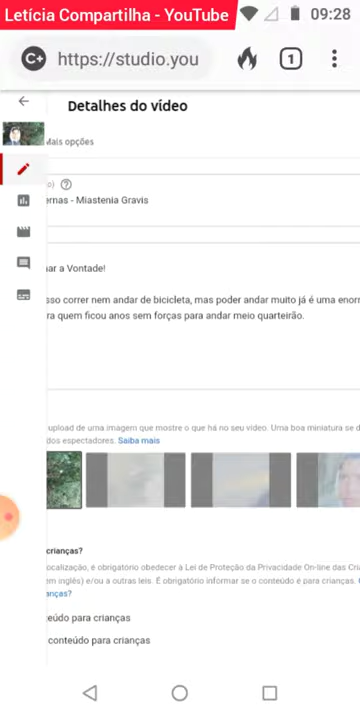 Letícia Compartilha - YouTube
09:28
https://studio.you
1
Detalhes do vídeo
Mais opções
o)
ernas - Miastenia Gravis
nar a Vontade!
sso correr nem andar de bicicleta, mas poder andar muito já é uma enorm
ra quem ficou anos sem forças para andar meio quarteirão.
upload de uma imagem que mostre o que há no seu vídeo. Uma boa miniatura se d
dos espectadores. Saiba mais
crianças?
ocalização, é obrigatório obedecer à Lei de Proteção da Privacidade On-line das Cria
em inglês) e/ou a outras leis. É obrigatório informar se o conteúdo é para crianças.
anças?
eúdo para crianças
conteúdo para crianças